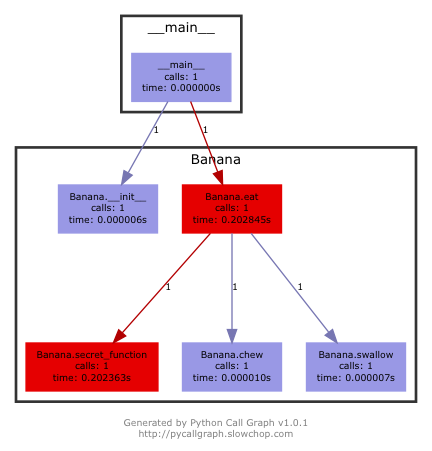 __main__
__main__
calls: 1
time: 0.000000s
1
1
Banana
Banana.__init__
calls: 1
time: 0.000006s
Banana.eat
calls: 1
time: 0.202845s
1
1
1
Banana.secret_function
calls: 1
time: 0.202363s
Banana.chew
calls: 1
time: 0.000010s
Banana.swallow
calls: 1
time: 0.000007s
Generated by Python Call Graph v1.0.1
http://pycallgraph.slowchop.com